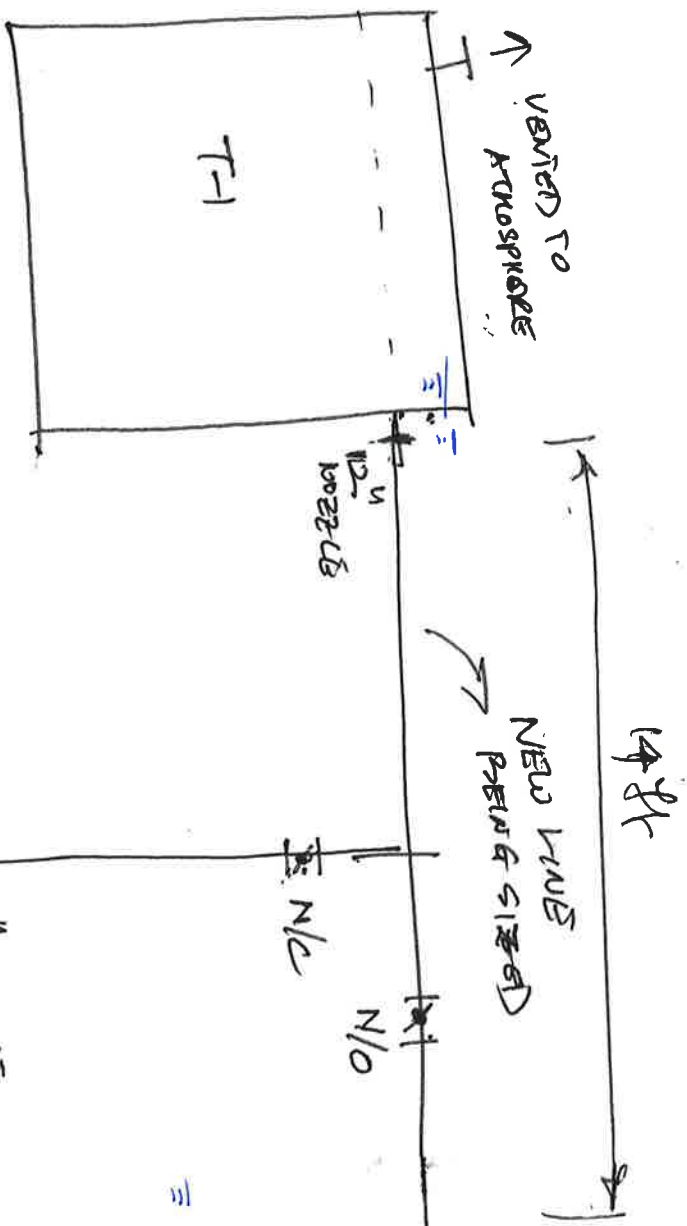 ↑ VENTED TO
ATMOSPHERE
T-1
12"
NOZZLE
14 ft
NEW LINE
BEING SIZED
N/C
N/O